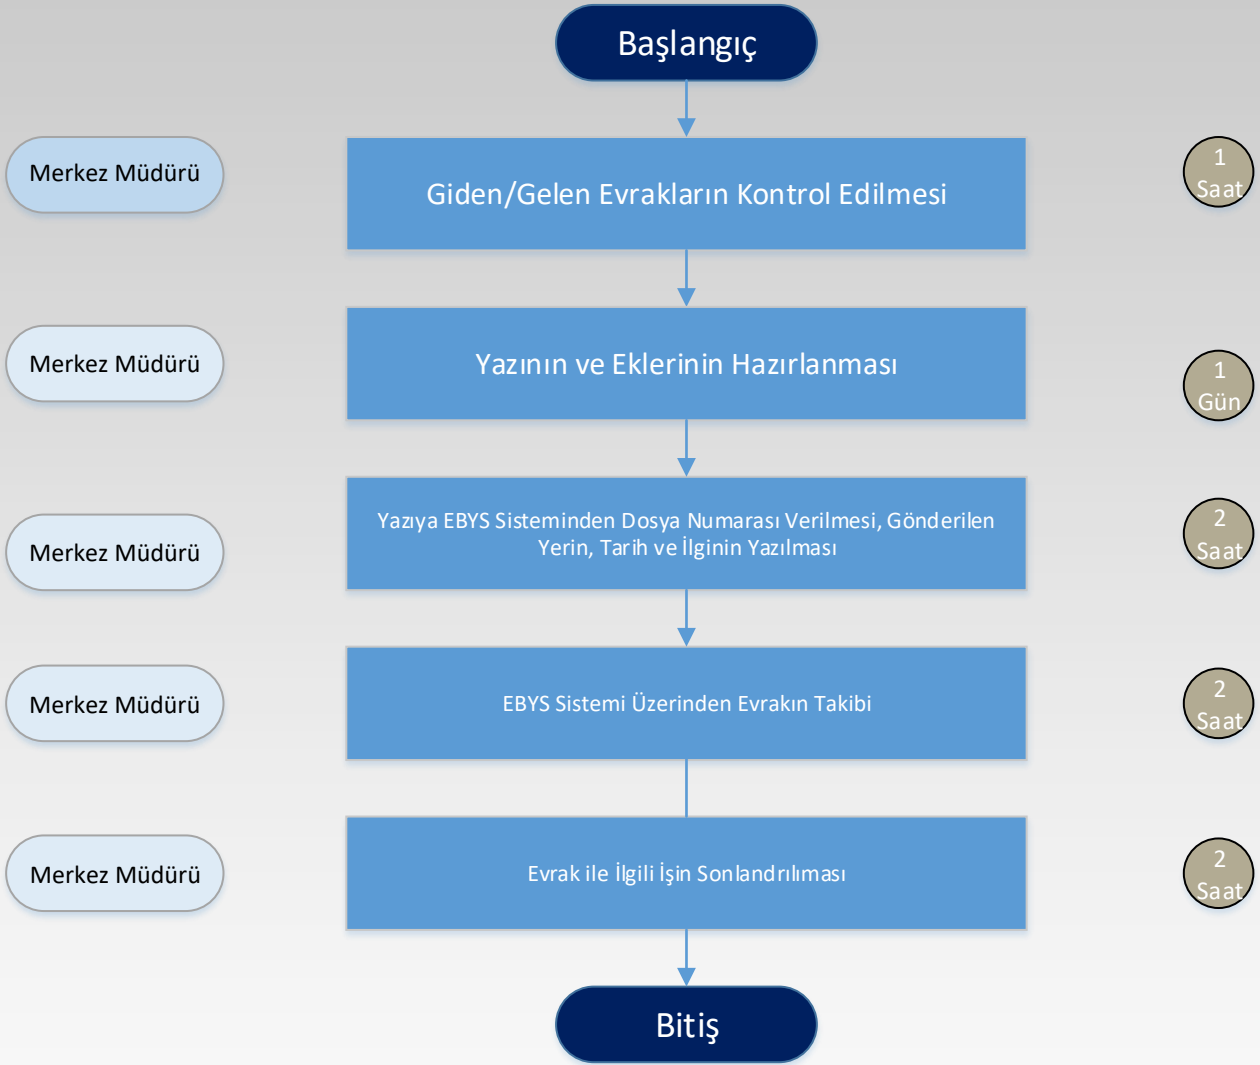 Başlangıç
Merkez Müdürü
Giden/Gelen Evrakların Kontrol Edilmesi
1
Saat
Merkez Müdürü
Yazının ve Eklerinin Hazırlanması
1
Gün
Merkez Müdürü
Yazıya EBYS Sisteminden Dosya Numarası Verilmesi, Gönderilen
Yerin, Tarih ve İlginin Yazılması
2
Saat
Merkez Müdürü
EBYS Sistemi Üzerinden Evrakın Takibi
2
Saat
Merkez Müdürü
Evrak ile İlgili İşin Sonlandrılıması
2
Saat
Bitiş